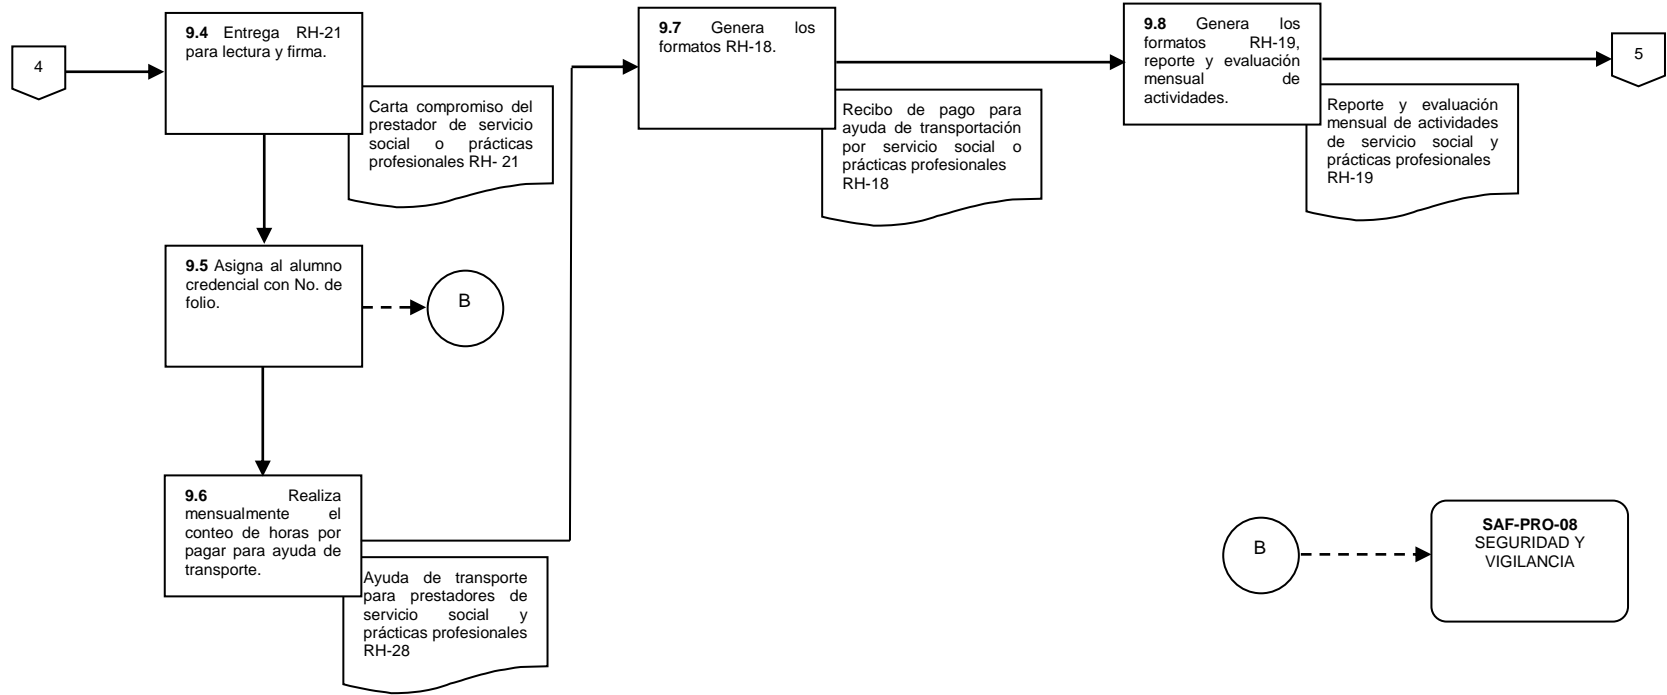 4
9.4 Entrega RH-21
para lectura y firma.
Carta compromiso del
prestador de servicio
social o prácticas
profesionales RH- 21
9.5 Asigna al alumno
credencial con No. de
folio.
B
9.6 Realiza
mensualmente el
conteo de horas por
pagar para ayuda de
transporte.
Ayuda de transporte
para prestadores de
servicio social y
prácticas profesionales
RH-28
9.7 Genera los
formatos RH-18.
Recibo de pago para
ayuda de transportación
por servicio social o
prácticas profesionales
RH-18
9.8 Genera los
formatos RH-19,
reporte y evaluación
mensual de
actividades.
Reporte y evaluación
mensual de actividades
de servicio social y
prácticas profesionales
RH-19
5
B
SAF-PRO-08
SEGURIDAD Y
VIGILANCIA